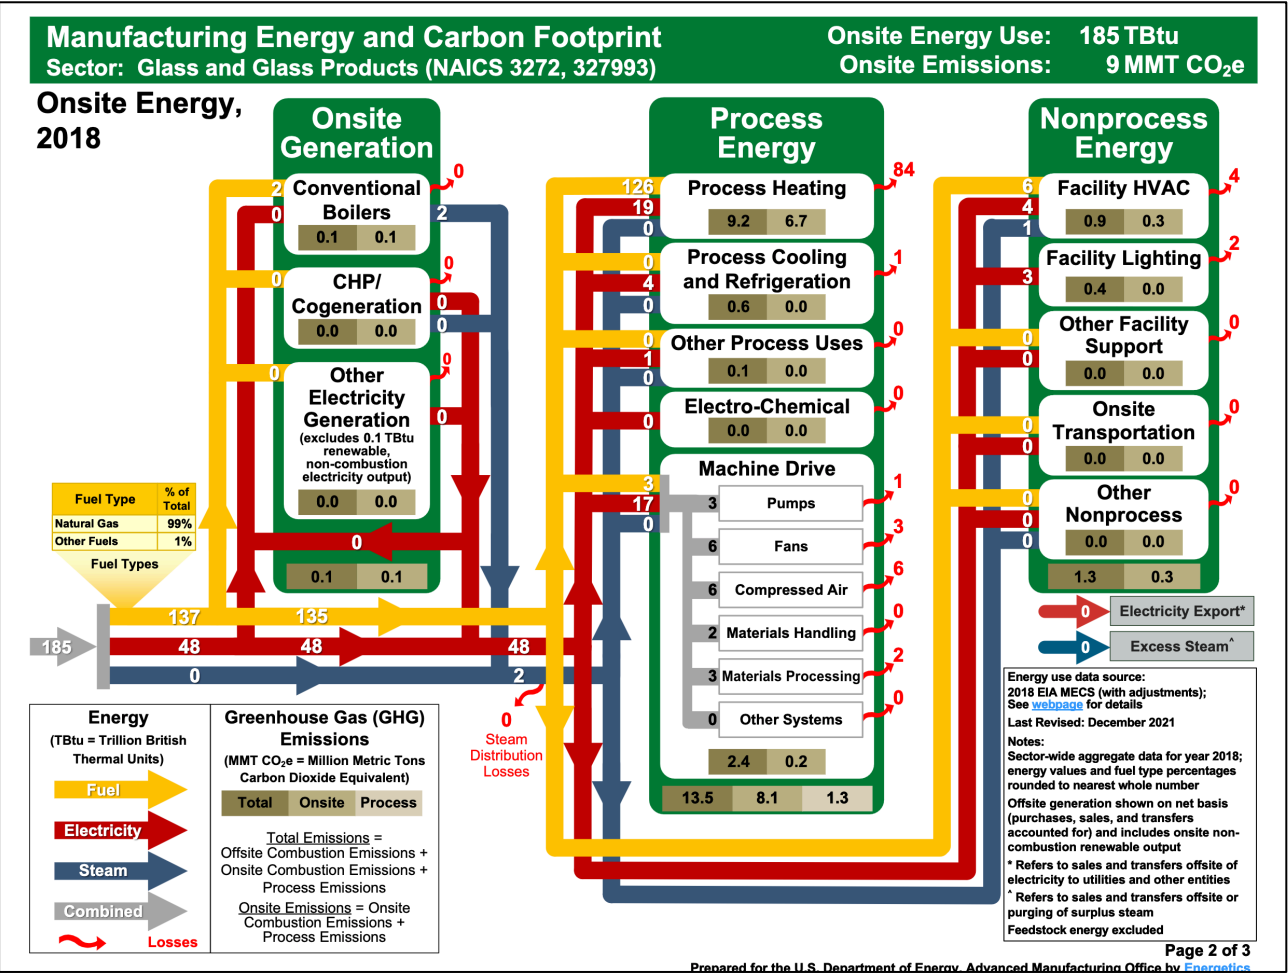 Manufacturing Energy and Carbon Footprint
Sector: Glass and Glass Products (NAICS 3272, 327993)
Onsite Energy Use: 185 TBtu
Onsite Emissions: 9 MMT CO₂e
Onsite Energy,
2018
Onsite
Generation
2
0
Conventional
Boilers
0.1 0.1
0
2
0
CHP/
Cogeneration
0.0 0.0
0
0
0
0
Other
Electricity
Generation
(excludes 0.1 TBtu
renewable,
non-combustion
electricity output)
0.0 0.0
0
0
0
0.1 0.1
Fuel Type % of
Total
Natural Gas 99%
Other Fuels 1%
Fuel Types
185
137 135
48 48 48
0 2
0
Steam
Distribution
Losses
Process
Energy
126
19
0
Process Heating
9.2 6.7
84
0
4
0
Process Cooling
and Refrigeration
0.6 0.0
1
0
1
0
Other Process Uses
0.1 0.0
0
0
Electro-Chemical
0.0 0.0
0
Machine Drive
3
17
0
3 Pumps 1
6 Fans 3
6 Compressed Air 6
2 Materials Handling 0
3 Materials Processing 2
0 Other Systems 0
2.4 0.2
13.5 8.1 1.3
Nonprocess
Energy
6
4
1
Facility HVAC
0.9 0.3
4
3
Facility Lighting
0.4 0.0
2
0
0
Other Facility
Support
0.0 0.0
0
0
0
Onsite
Transportation
0.0 0.0
0
0
0
0
Other
Nonprocess
0.0 0.0
0
1.3 0.3
0 Electricity Export*
0 Excess Steam^
Energy
(TBtu = Trillion British
Thermal Units)
Fuel
Electricity
Steam
Combined
Losses
Greenhouse Gas (GHG)
Emissions
(MMT CO₂e = Million Metric Tons
Carbon Dioxide Equivalent)
Total Onsite Process
Total Emissions =
Offsite Combustion Emissions +
Onsite Combustion Emissions +
Process Emissions
Onsite Emissions = Onsite
Combustion Emissions +
Process Emissions
Energy use data source:
2018 EIA MECS (with adjustments);
See webpage for details
Last Revised: December 2021
Notes:
Sector-wide aggregate data for year 2018;
energy values and fuel type percentages
rounded to nearest whole number
Offsite generation shown on net basis
(purchases, sales, and transfers
accounted for) and includes onsite non-
combustion renewable output
* Refers to sales and transfers offsite of
electricity to utilities and other entities
^ Refers to sales and transfers offsite or
purging of surplus steam
Feedstock energy excluded
Page 2 of 3
Prepared for the U.S. Department of Energy, Advanced Manufacturing Office by Energetics